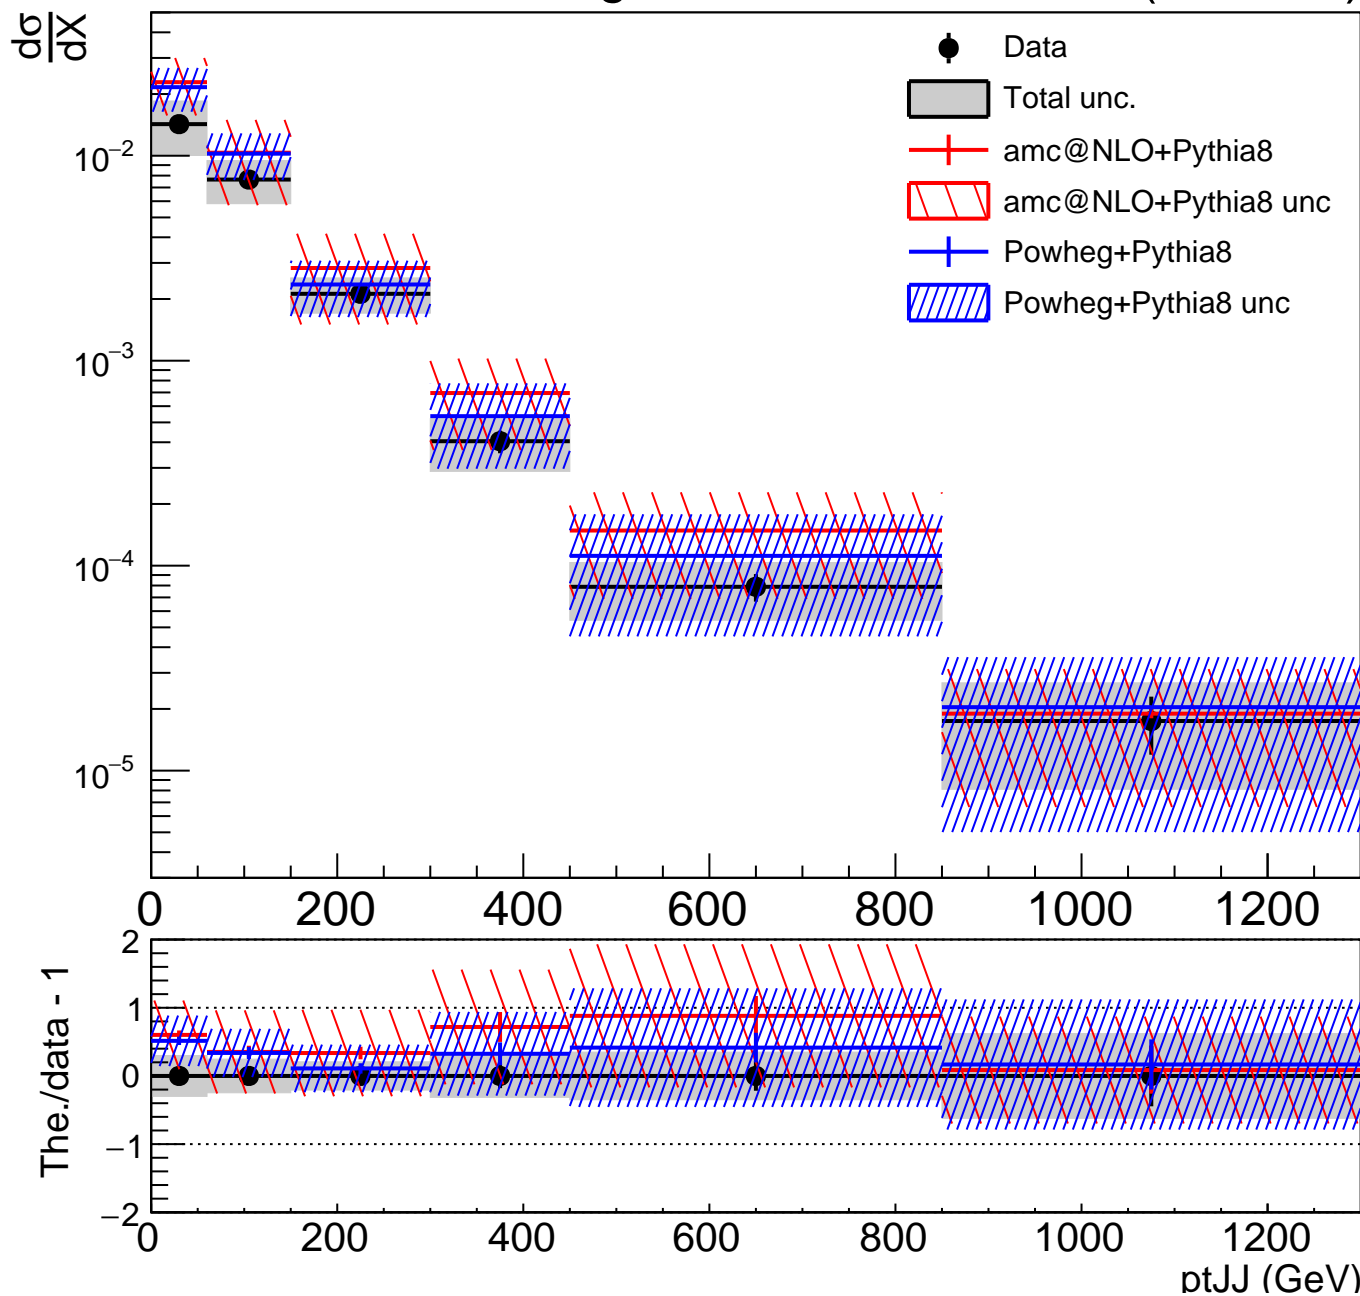 dσ
dX
Data
Total unc.
amc@NLO+Pythia8
amc@NLO+Pythia8 unc
Powheg+Pythia8
Powheg+Pythia8 unc
10⁻²
10⁻³
10⁻⁴
10⁻⁵
0 200 400 600 800 1000 1200
The./data - 1
2
1
0
−1
−2
0 200 400 600 800 1000 1200
ptJJ (GeV)